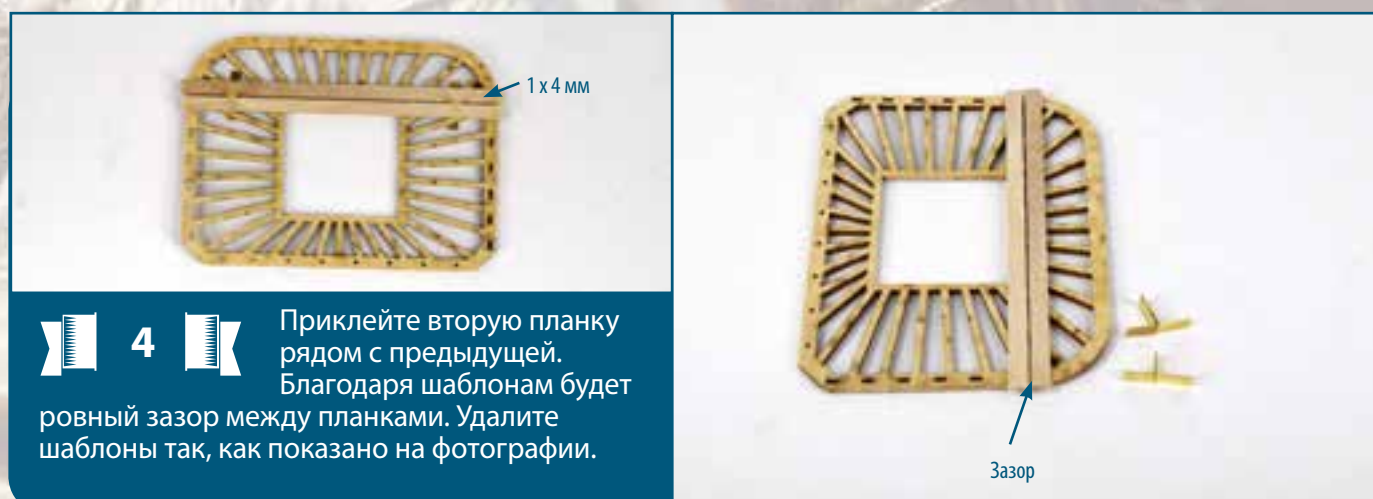 1 x 4 мм
4
Приклейте вторую планку
рядом с предыдущей.
Благодаря шаблонам будет
ровный зазор между планками. Удалите
шаблоны так, как показано на фотографии.
Зазор